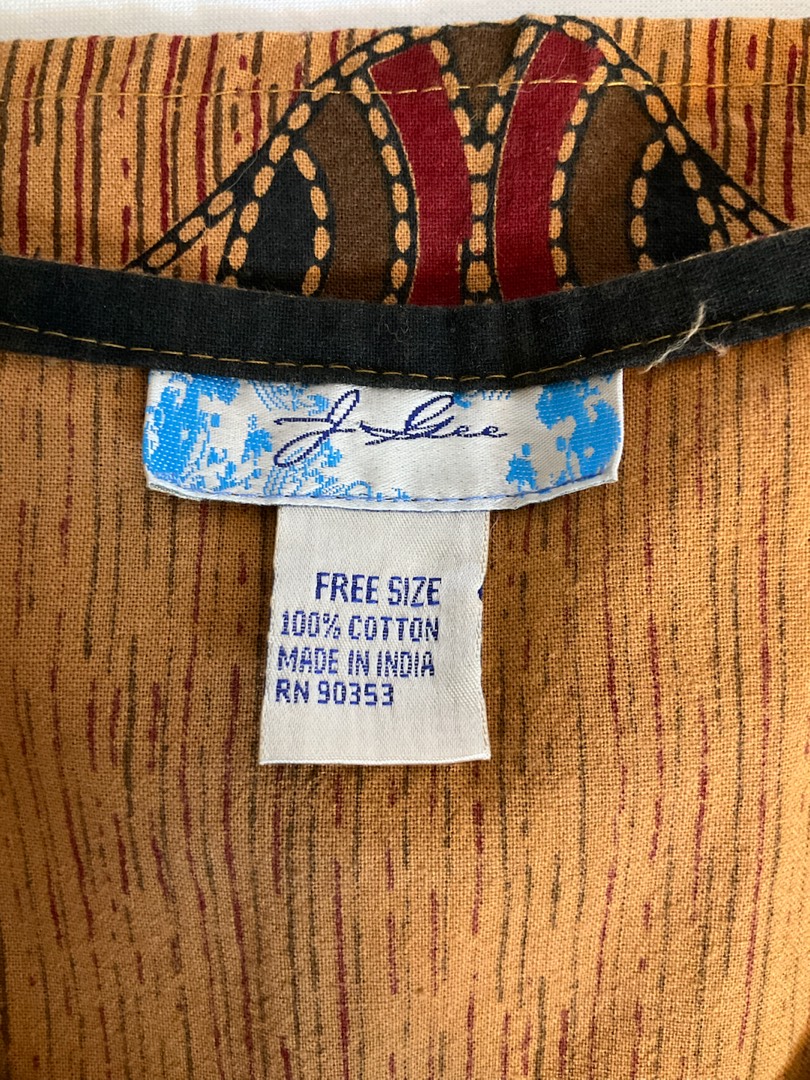 J Gee
FREE SIZE
100% COTTON
MADE IN INDIA
RN 90353